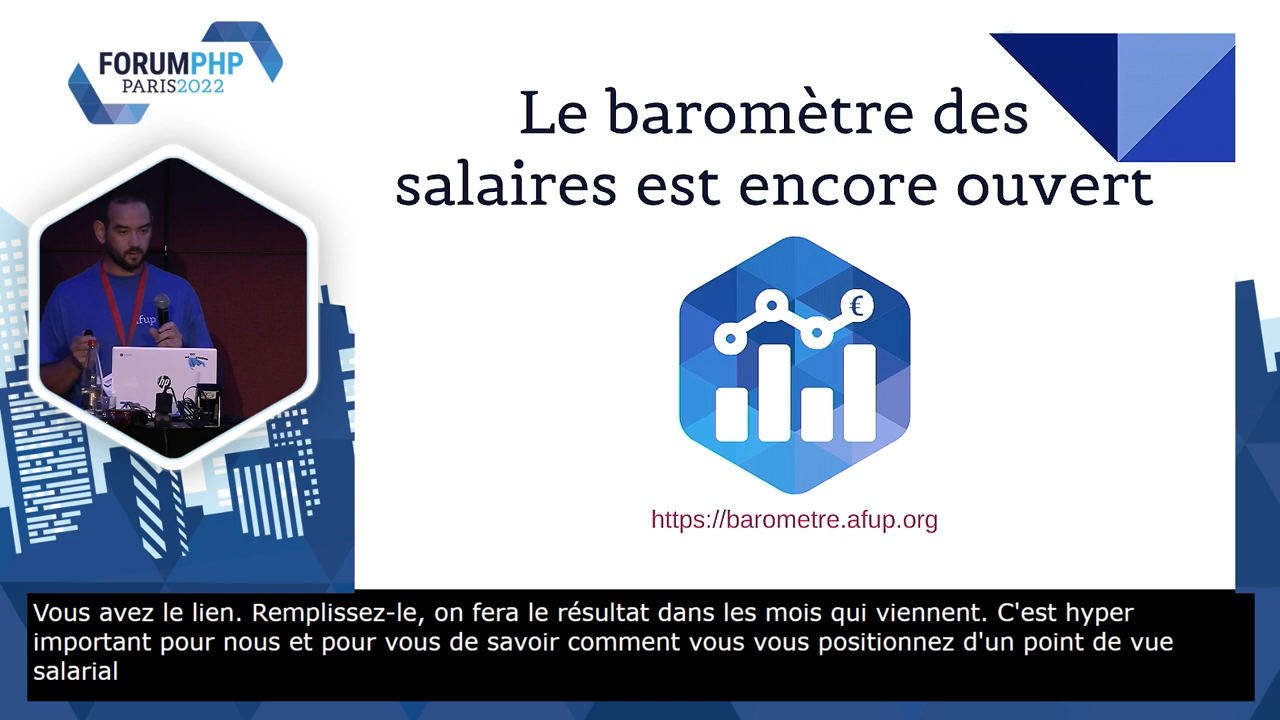 FORUMPHP
PARIS2022
Le baromètre des
salaires est encore ouvert
€
afup
hp
https://barometre.afup.org
Vous avez le lien. Remplissez-le, on fera le résultat dans les mois qui viennent. C'est hyper
important pour nous et pour vous de savoir comment vous vous positionnez d'un point de vue
salarial